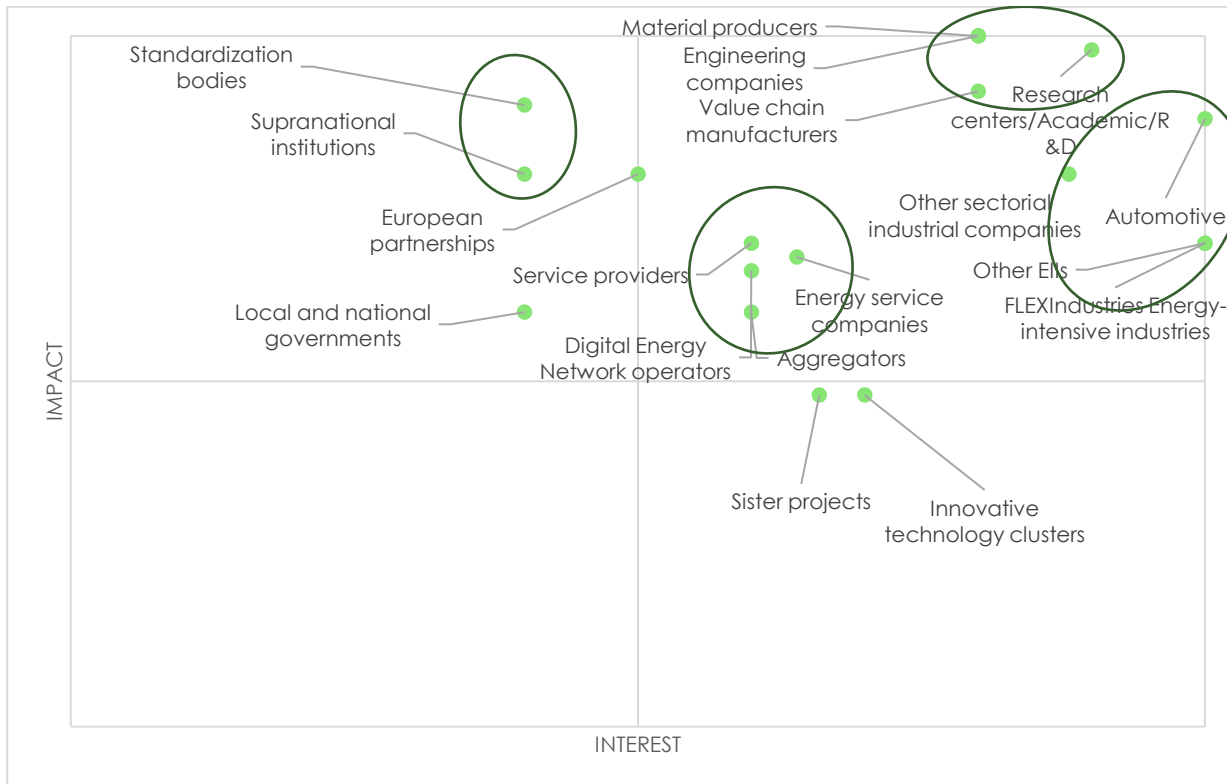 Material producers
Engineering
companies
Value chain
manufacturers
Standardization
bodies
Supranational
institutions
Research
centers/Academic/R
&D
European
partnerships
Other sectorial
industrial companies
Automotive
Service providers
Other EIIs
Energy service
companies
FLEXIndustries Energy-
intensive industries
Local and national
governments
Digital Energy
Network operators
Aggregators
IMPACT
Sister projects
Innovative
technology clusters
INTEREST